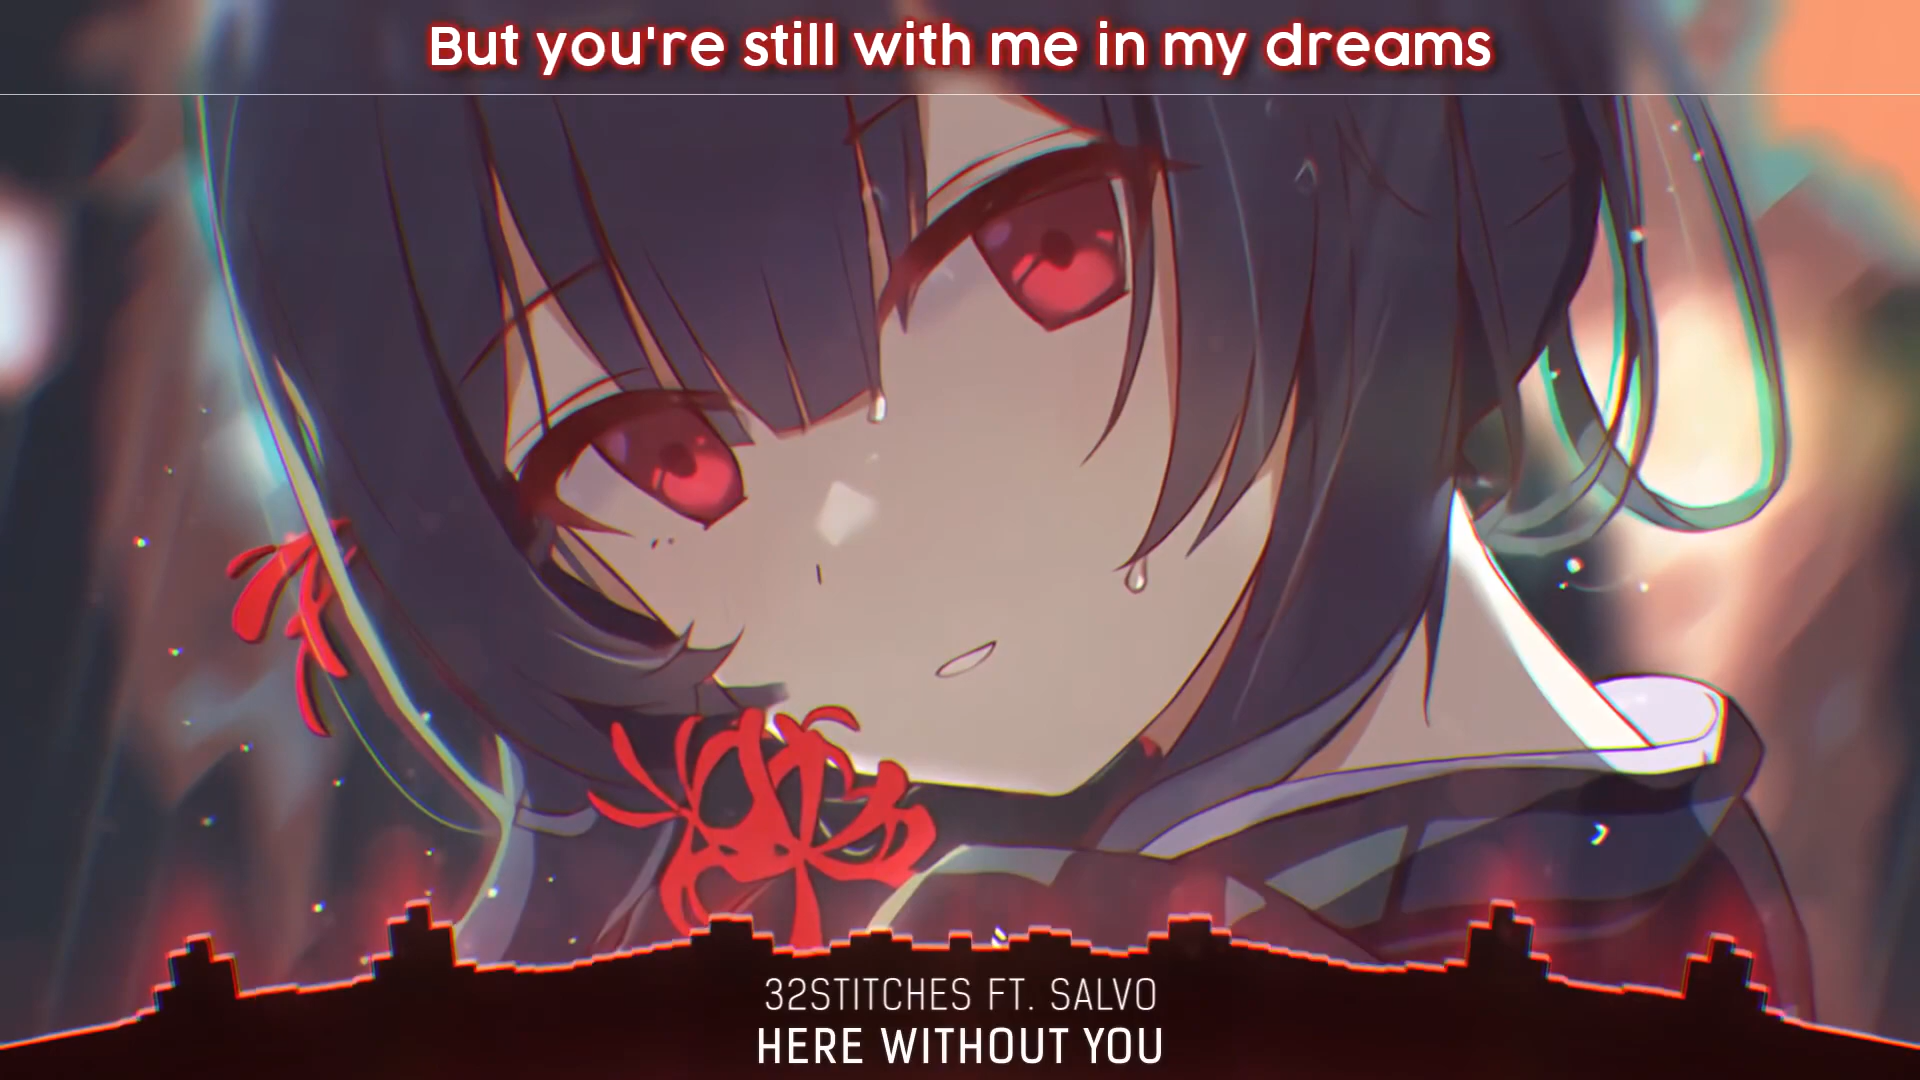 But you're still with me in my dreams
32STITCHES FT. SALVO
HERE WITHOUT YOU